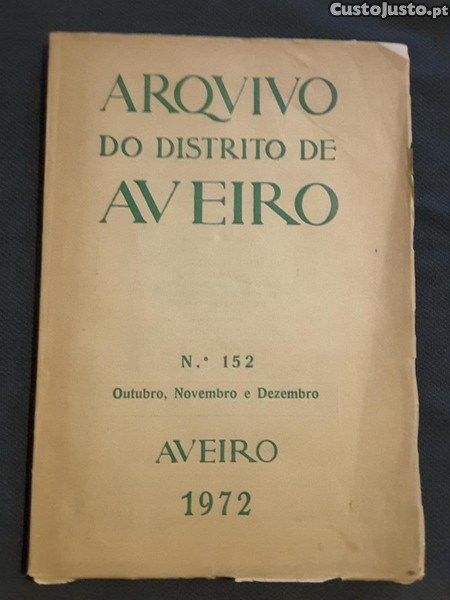 CustoJusto.pt
ARQVIVO
DO DISTRITO DE
AVEIRO
N.º 152
Outubro, Novembro e Dezembro
AVEIRO
1972